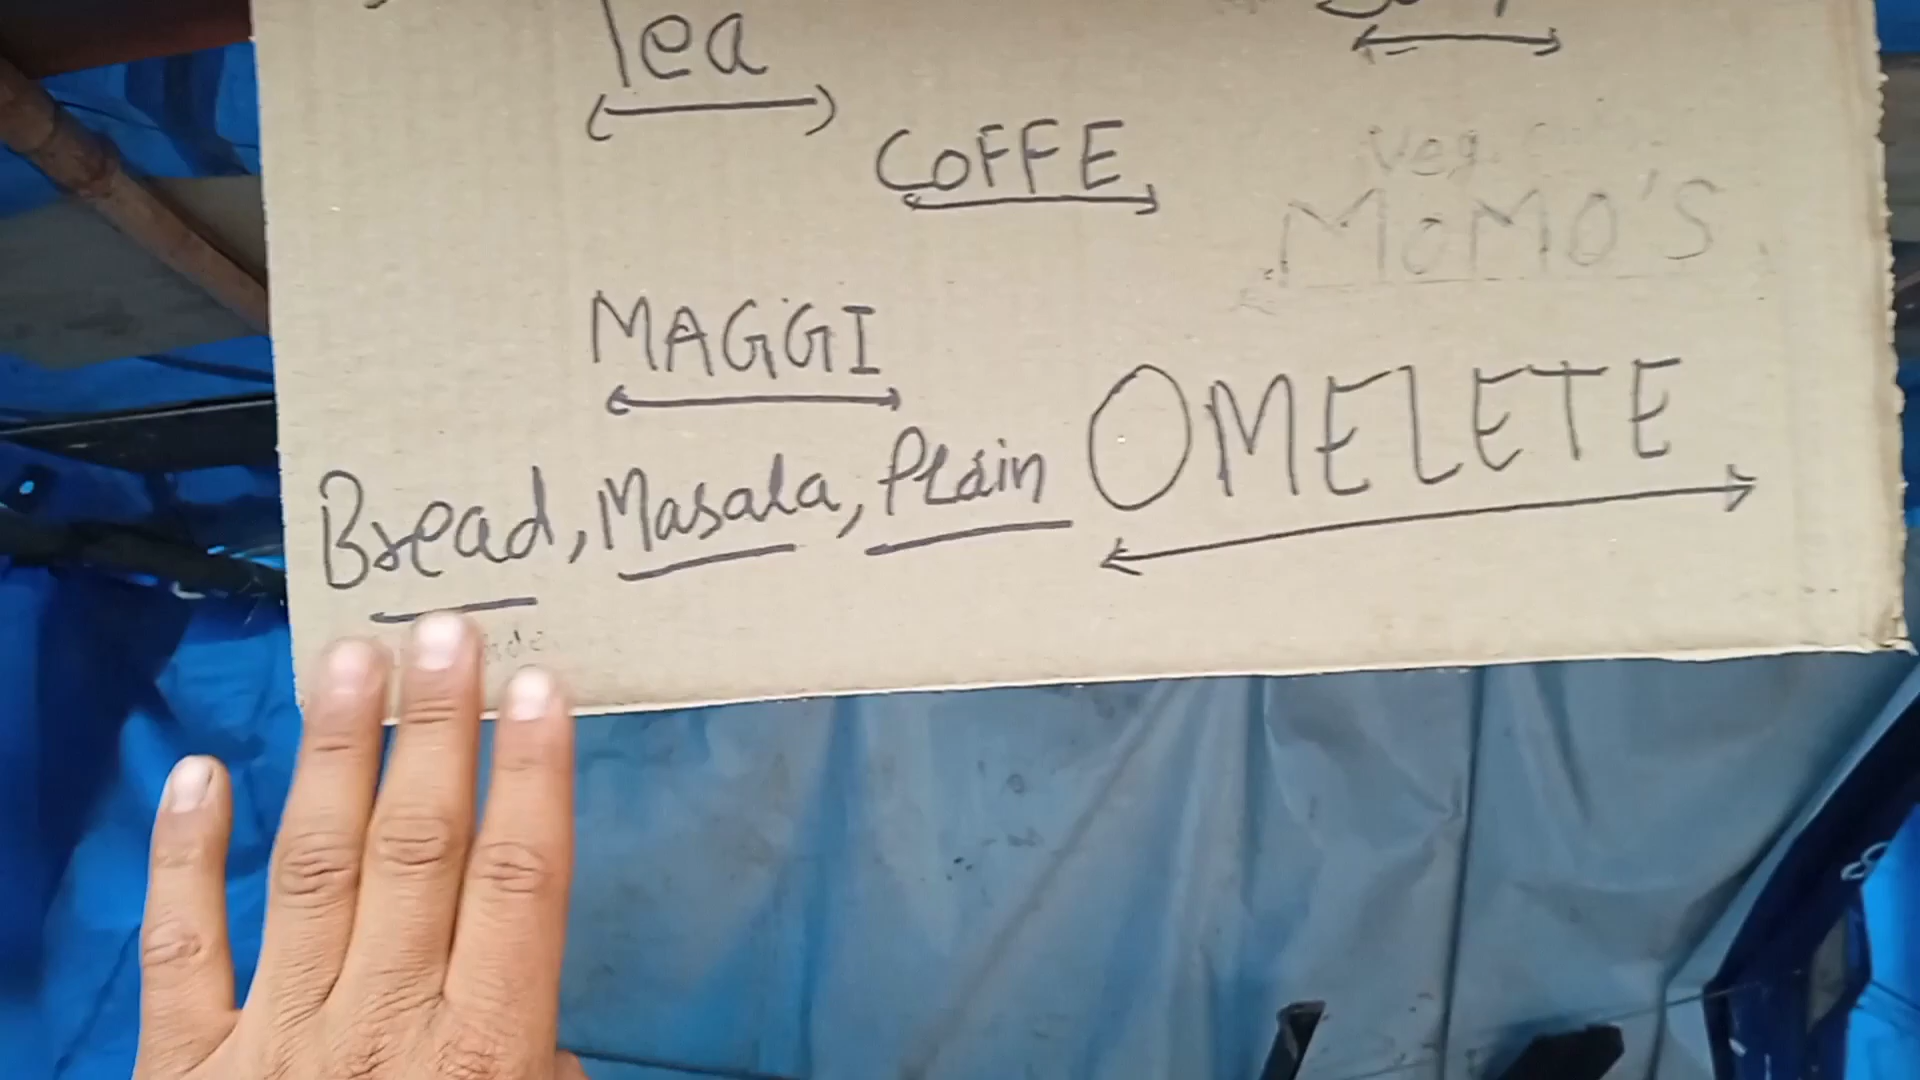 Tea
COFFE
Veg.
MOMO'S
MAGGI
Bread, Masala, Plain OMELETE